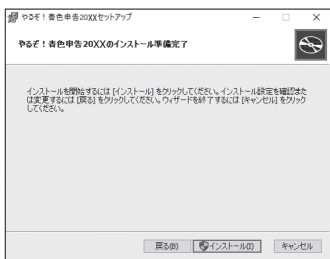 やるぞ！青色申告20XXセットアップ
やるぞ！青色申告20XXのインストール準備完了
インストールを開始するには [インストール] をクリックしてください。インストール設定を確認また
は変更するには [戻る] をクリックしてください。ウィザードを終了するには [キャンセル] をクリック
してください。
戻る(B) インストール(I) キャンセル